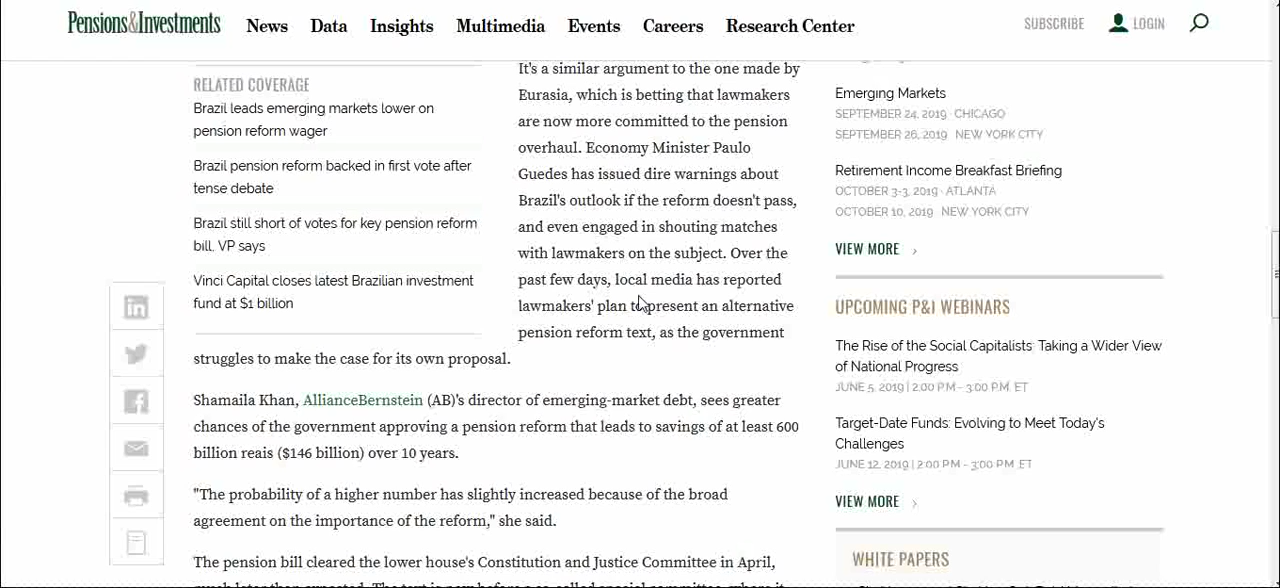 Pensions&Investments
News Data Insights Multimedia Events Careers Research Center
SUBSCRIBE LOGIN
RELATED COVERAGE
Brazil leads emerging markets lower on
pension reform wager
Brazil pension reform backed in first vote after
tense debate
Brazil still short of votes for key pension reform
bill, VP says
Vinci Capital closes latest Brazilian investment
fund at $1 billion
It's a similar argument to the one made by
Eurasia, which is betting that lawmakers
are now more committed to the pension
overhaul. Economy Minister Paulo
Guedes has issued dire warnings about
Brazil's outlook if the reform doesn't pass,
and even engaged in shouting matches
with lawmakers on the subject. Over the
past few days, local media has reported
lawmakers' plan to present an alternative
pension reform text, as the government
struggles to make the case for its own proposal.
Shamaila Khan, AllianceBernstein (AB)'s director of emerging-market debt, sees greater
chances of the government approving a pension reform that leads to savings of at least 600
billion reais ($146 billion) over 10 years.
"The probability of a higher number has slightly increased because of the broad
agreement on the importance of the reform," she said.
The pension bill cleared the lower house's Constitution and Justice Committee in April,
Emerging Markets
SEPTEMBER 24, 2019 · CHICAGO
SEPTEMBER 26, 2019 · NEW YORK CITY
Retirement Income Breakfast Briefing
OCTOBER 3-3, 2019 · ATLANTA
OCTOBER 10, 2019 · NEW YORK CITY
VIEW MORE
UPCOMING P&I WEBINARS
The Rise of the Social Capitalists: Taking a Wider View
of National Progress
JUNE 5, 2019 | 2:00 PM - 3:00 PM ET
Target-Date Funds: Evolving to Meet Today's
Challenges
JUNE 12, 2019 | 2:00 PM - 3:00 PM ET
VIEW MORE
WHITE PAPERS